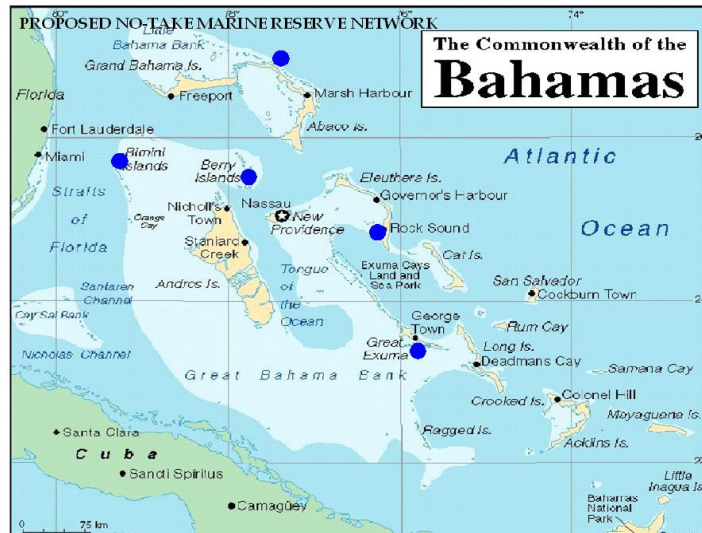 PROPOSED NO-TAKE MARINE RESERVE NETWORK
80
78
76
74
The Commonwealth of the
Bahamas
Little
Bahama Bank
Grand Bahama Is.
Freeport
Marsh Harbour
Abaco Is.
Florida
Fort Lauderdale
Miami
Bimini
Islands
Berry
Islands
Atlantic
Ocean
Eleuthera Is.
Governor's Harbour
Straits
of
Florida
Orange
Cay
Nicholl's
Town
Nassau
New
Providence
Rock Sound
Staniard
Creek
Cat Is.
Exuma Cays
Land and
Sea Park
Tongue
of
the
Ocean
Andros Is.
Santaren
Channel
San Salvador
Cockburn Town
Cay Sal Bank
George
Town
Rum Cay
Nicholas Channel
Great
Exuma
Long Is.
Deadmans Cay
Samana Cay
Great Bahama Bank
Crooked Is.
Colonel Hill
Mayaguana Is.
Ragged Is.
Acklins Is.
Santa Clara
Cuba
Sancti Spiritus
Camagüey
Little
Inagua Is.
Bahamas
National
Park
0 75 km